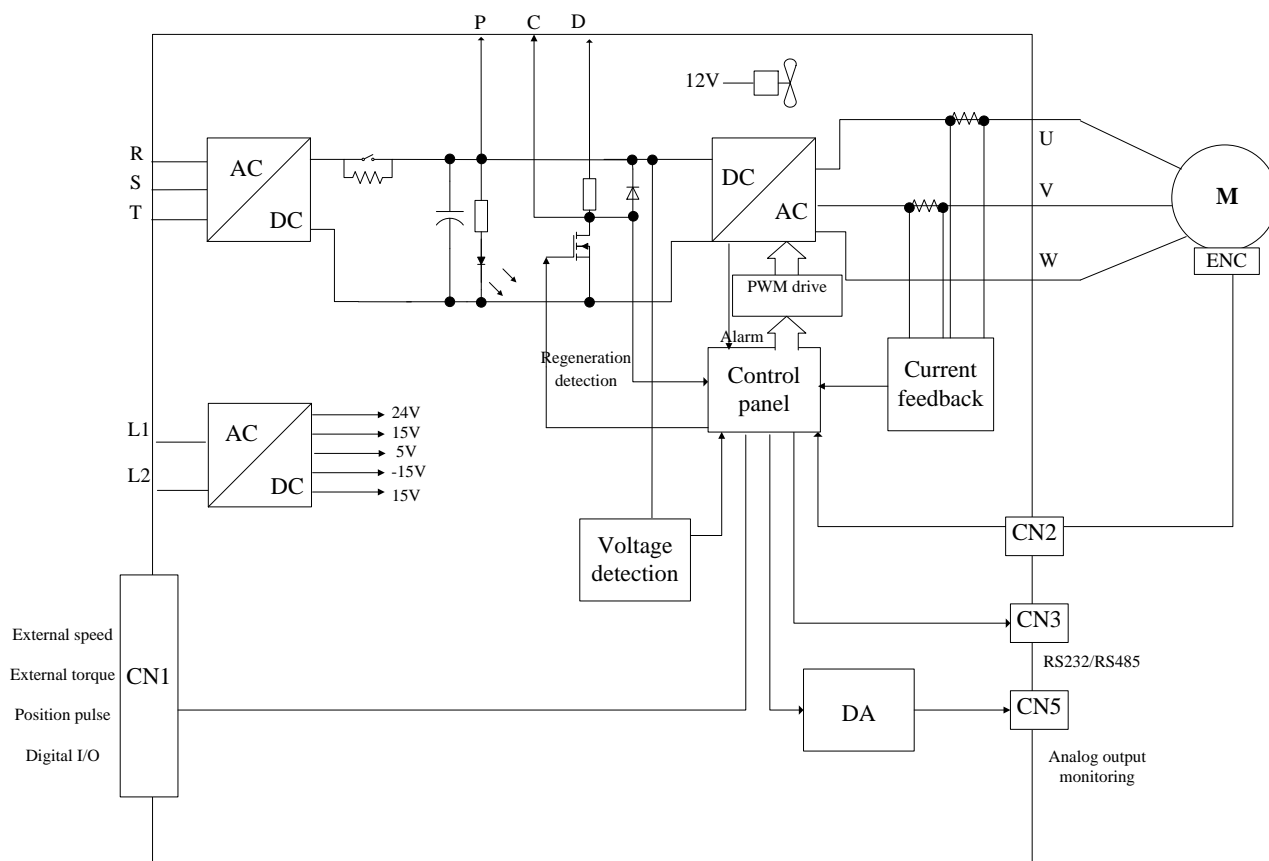 P C D
12V
R
S
T
AC
DC
DC
AC
U
V
W
M
ENC
PWM drive
Alarm
Regeneration
detection
Control
panel
Current
feedback
L1
L2
AC
DC
24V
15V
5V
-15V
15V
Voltage
detection
CN2
CN3
RS232/RS485
External speed
External torque
Position pulse
Digital I/O
CN1
DA
CN5
Analog output
monitoring